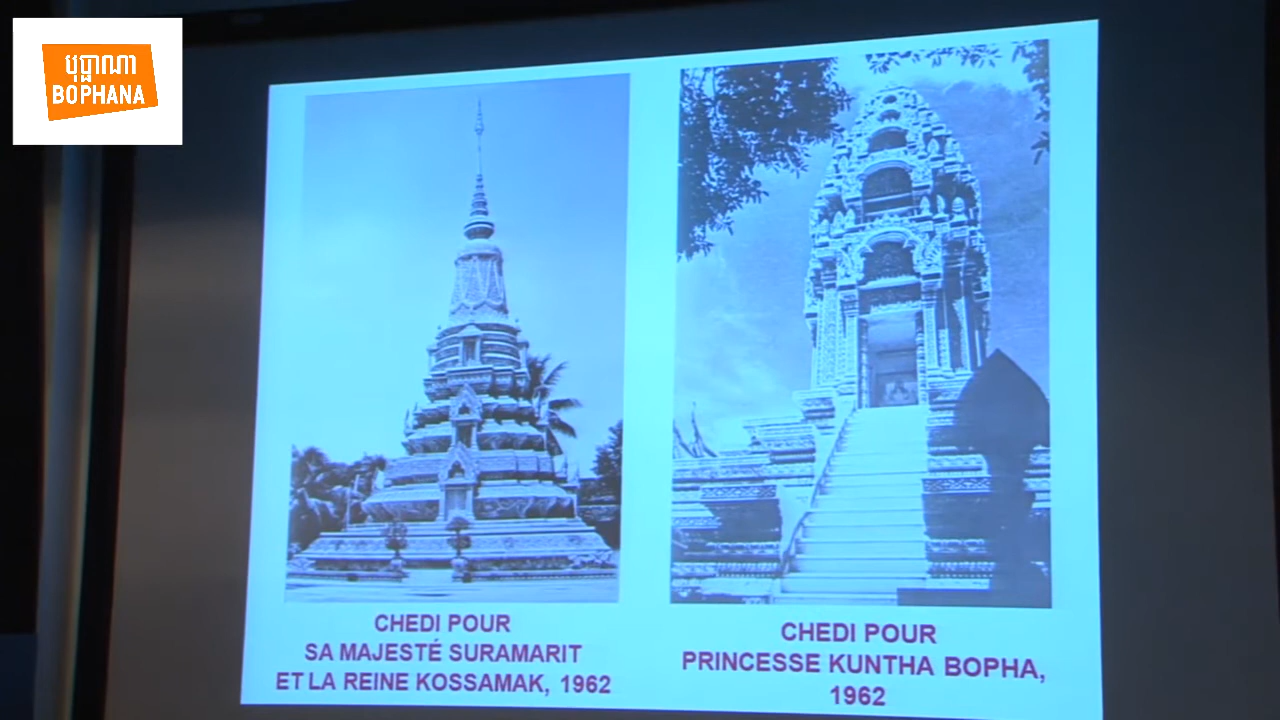 បុប្ផាណា
BOPHANA
CHEDI POUR
SA MAJESTÉ SURAMARIT
ET LA REINE KOSSAMAK, 1962
CHEDI POUR
PRINCESSE KUNTHA BOPHA,
1962